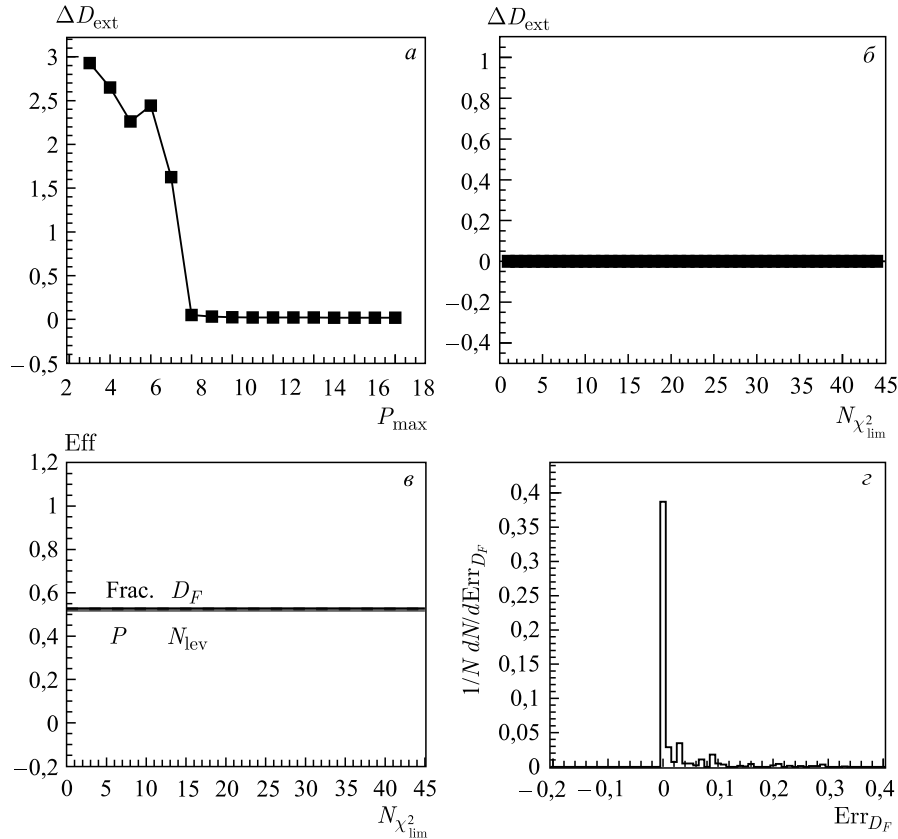 ΔD_ext
а
3
2,5
2
1,5
1
0,5
0
−0,5
2 4 6 8 10 12 14 16 18
P_max
ΔD_ext
б
1
0,8
0,6
0,4
0,2
0
−0,2
−0,4
0 5 10 15 20 25 30 35 40 45
N_χ²_lim
Eff
в
1,2
1
0,8
0,6
0,4
0,2
0
−0,2
Frac. D_F
P N_lev
0 5 10 15 20 25 30 35 40 45
N_χ²_lim
г
1/N dN/dErr_D_F
0,4
0,35
0,3
0,25
0,2
0,15
0,1
0,05
0
−0,2 −0,1 0 0,1 0,2 0,3 0,4
Err_D_F